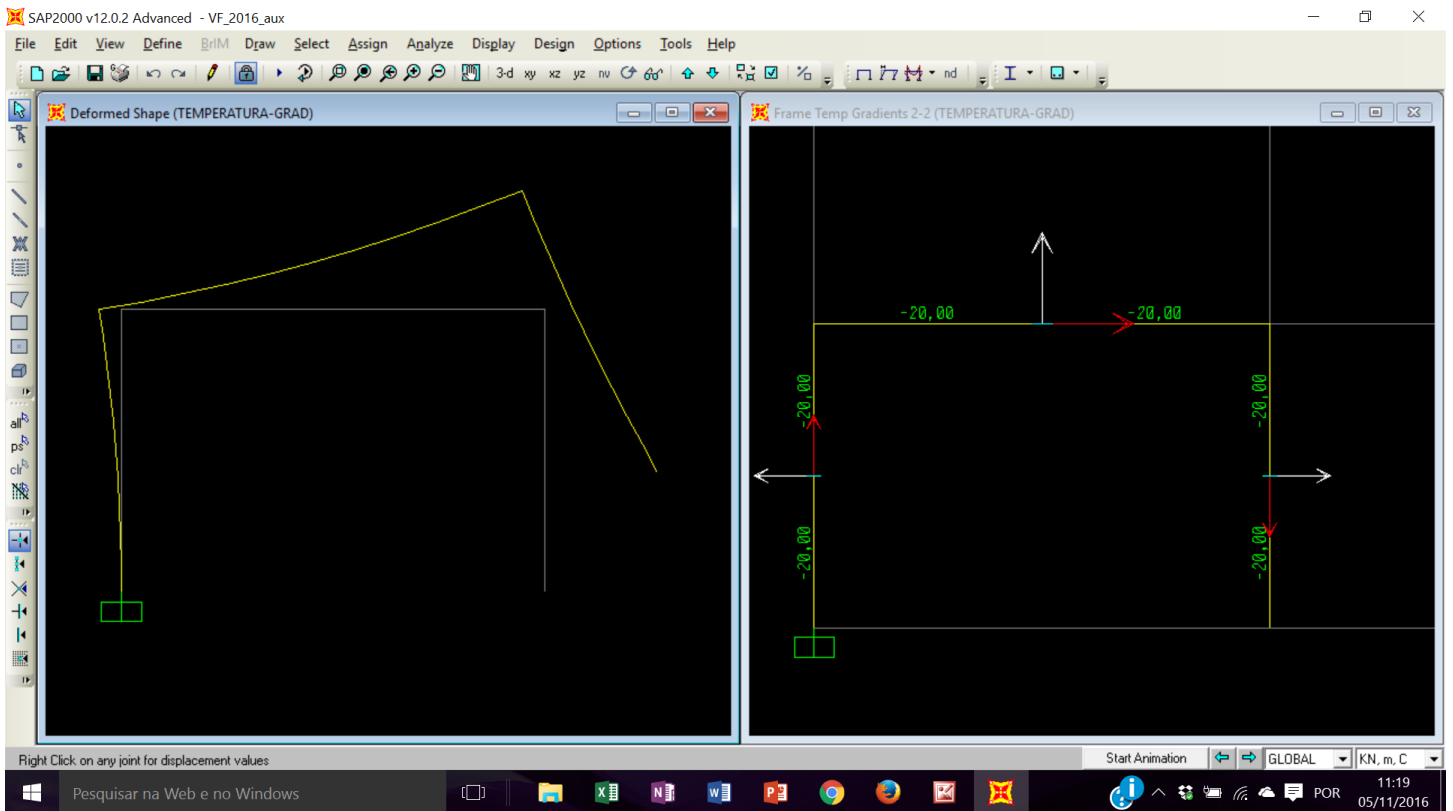 SAP2000 v12.0.2 Advanced - VF_2016_aux
File Edit View Define BrIM Draw Select Assign Analyze Display Design Options Tools Help
3-d xy xz yz nv nd
Deformed Shape (TEMPERATURA-GRAD)
Frame Temp Gradients 2-2 (TEMPERATURA-GRAD)
-20,00 -20,00
-20,00 -20,00
-20,00 -20,00
all
ps
clr
Right Click on any joint for displacement values
Start Animation
GLOBAL
KN, m, C
Pesquisar na Web e no Windows
POR
11:19
05/11/2016